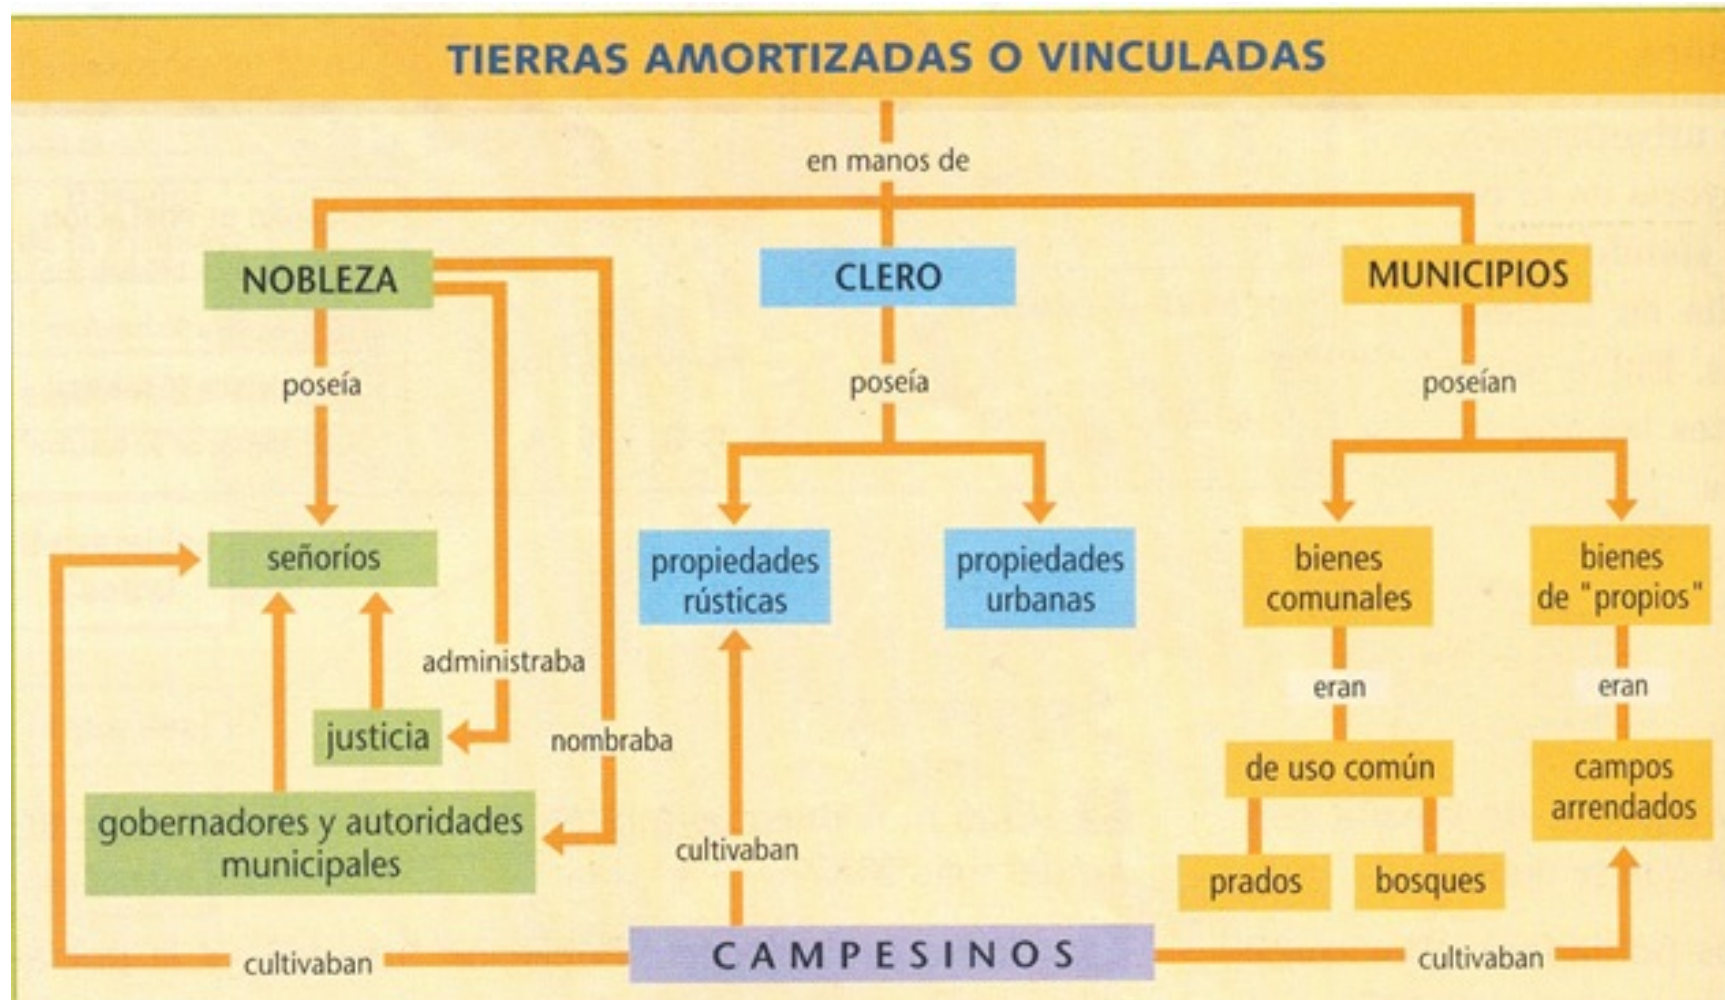 TIERRAS AMORTIZADAS O VINCULADAS
en manos de
NOBLEZA
CLERO
MUNICIPIOS
poseía
poseía
poseían
señoríos
propiedades
rústicas
propiedades
urbanas
bienes
comunales
bienes
de "propios"
administraba
eran
eran
justicia
nombraba
de uso común
campos
arrendados
gobernadores y autoridades
municipales
cultivaban
prados
bosques
CAMPESINOS
cultivaban
cultivaban